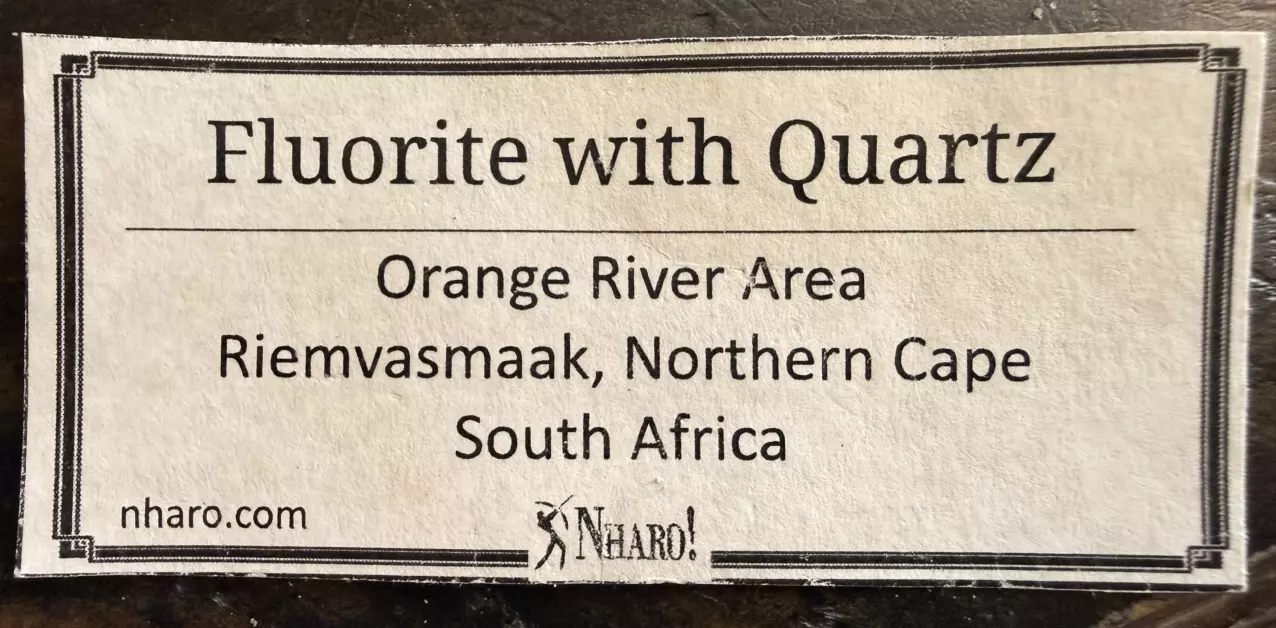 Fluorite with Quartz
Orange River Area
Riemvasmaak, Northern Cape
South Africa
nharo.com
NHARO!